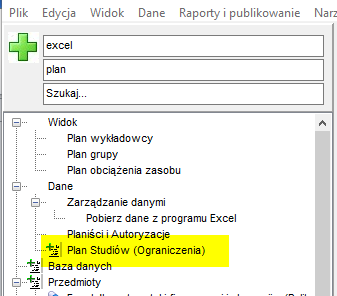 Plik Edycja Widok Dane Raporty i publikowanie Narz
excel
plan
Szukaj...
Widok
Plan wykładowcy
Plan grupy
Plan obciążenia zasobu
Dane
Zarządzanie danymi
Pobierz dane z programu Excel
Planiści i Autoryzacje
Plan Studiów (Ograniczenia)
Baza danych
Przedmioty